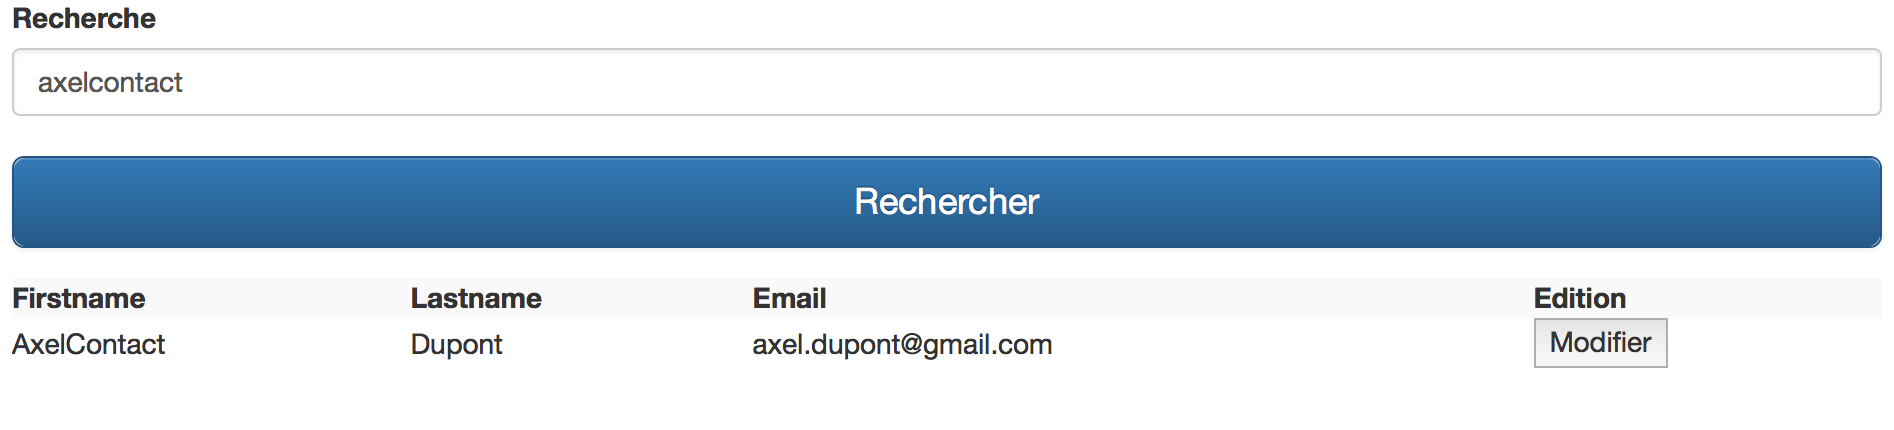 Recherche
axelcontact
Rechercher
Firstname Lastname Email Edition
AxelContact Dupont axel.dupont@gmail.com Modifier